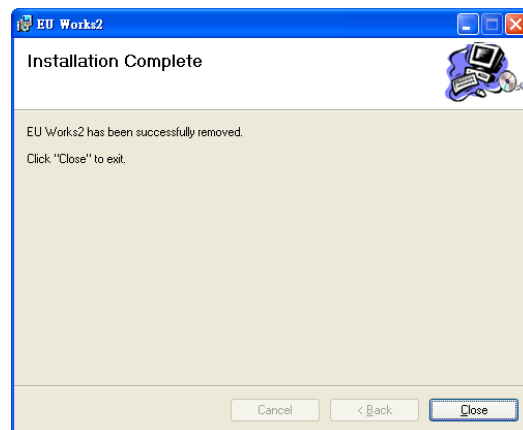 EU Works2
Installation Complete
EU Works2 has been successfully removed.
Click "Close" to exit.
Cancel
< Back
Close